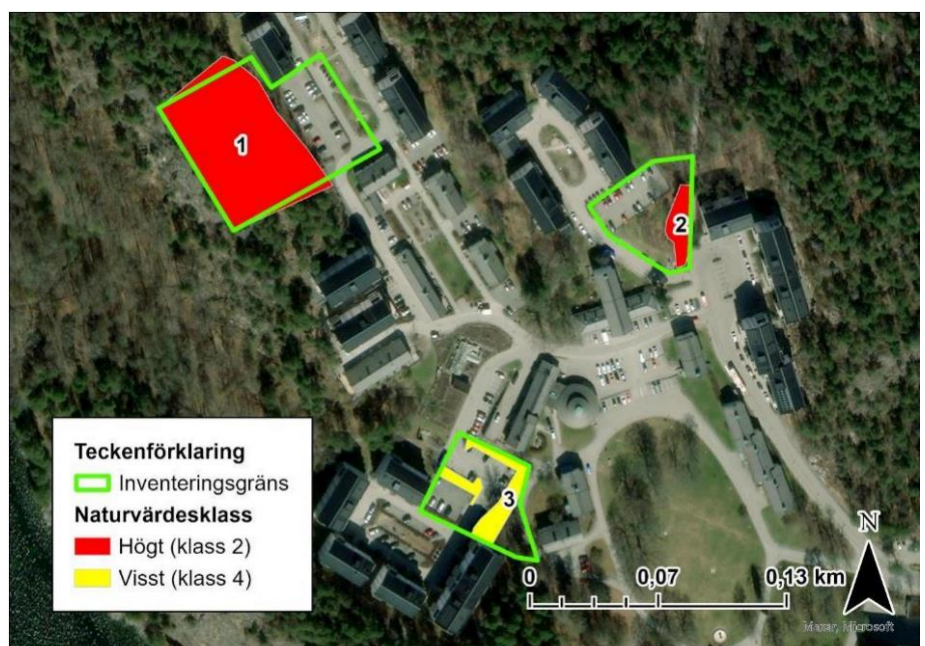 1
2
3
Teckenförklaring
Inventeringsgräns
Naturvärdesklass
Högt (klass 2)
Visst (klass 4)
N
0 0,07 0,13 km
Maxar, Microsoft